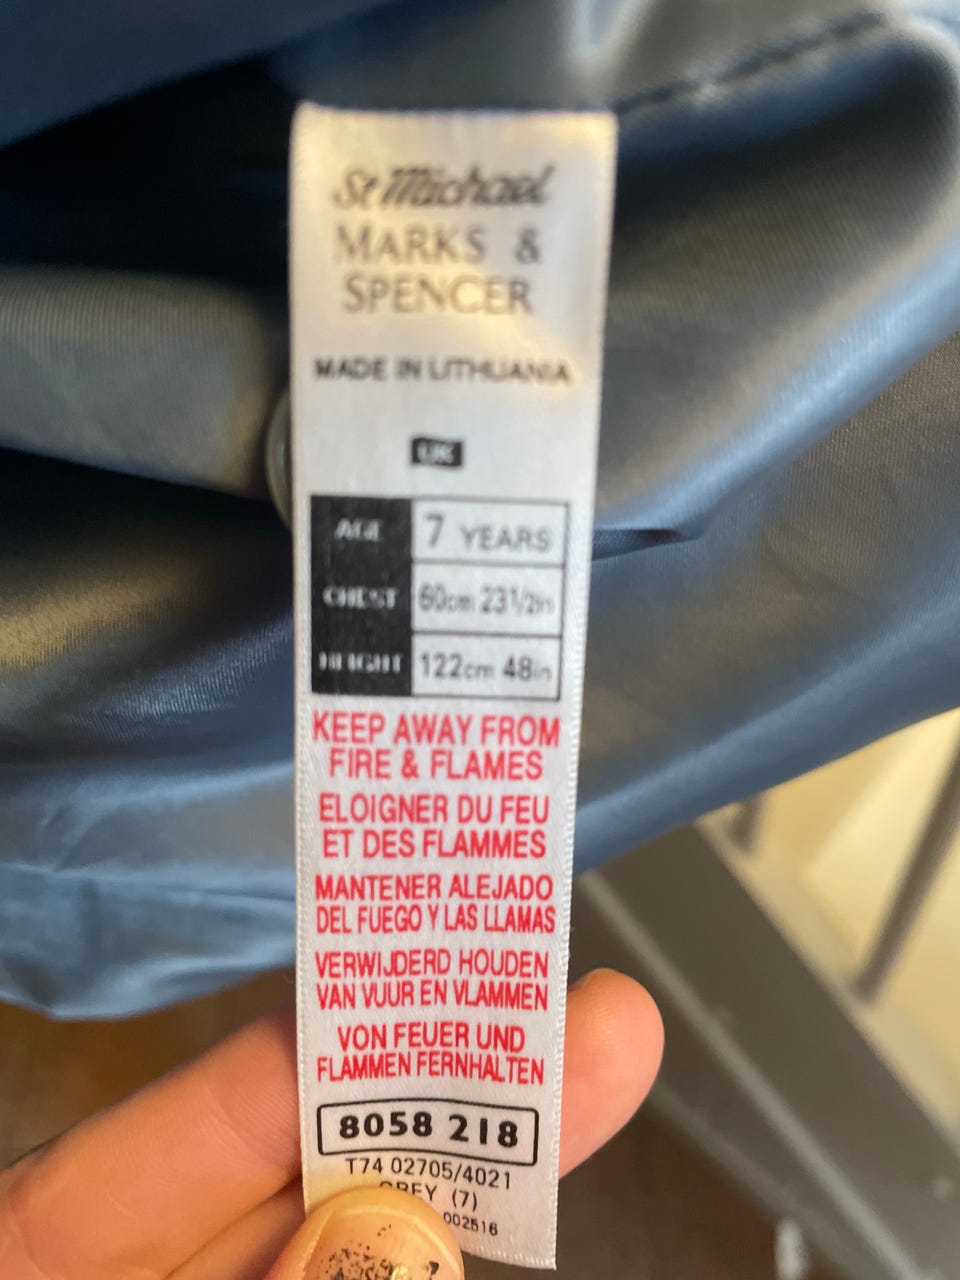 St Michael
MARKS &
SPENCER
MADE IN LITHUANIA
UK
AGE 7 YEARS
CHEST 60cm 23½in
HEIGHT 122cm 48in
KEEP AWAY FROM
FIRE & FLAMES
ELOIGNER DU FEU
ET DES FLAMMES
MANTENER ALEJADO
DEL FUEGO Y LAS LLAMAS
VERWIJDERD HOUDEN
VAN VUUR EN VLAMMEN
VON FEUER UND
FLAMMEN FERNHALTEN
8058 218
T74 02705/4021
GREY (7)
002516